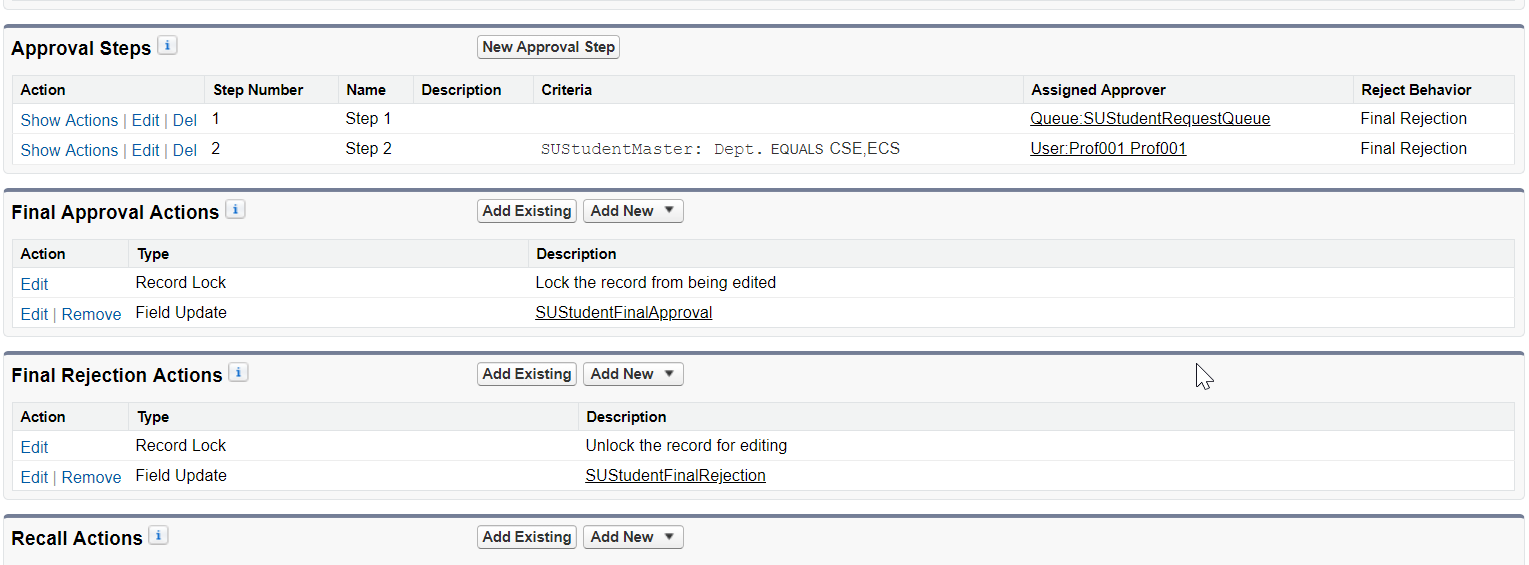 Approval Steps i New Approval Step
Action Step Number Name Description Criteria Assigned Approver Reject Behavior
Show Actions | Edit | Del 1 Step 1 Queue:SUStudentRequestQueue Final Rejection
Show Actions | Edit | Del 2 Step 2 SUStudentMaster: Dept. EQUALS CSE,ECS User:Prof001 Prof001 Final Rejection
Final Approval Actions i Add Existing Add New
Action Type Description
Edit Record Lock Lock the record from being edited
Edit | Remove Field Update SUStudentFinalApproval
Final Rejection Actions i Add Existing Add New
Action Type Description
Edit Record Lock Unlock the record for editing
Edit | Remove Field Update SUStudentFinalRejection
Recall Actions i Add Existing Add New